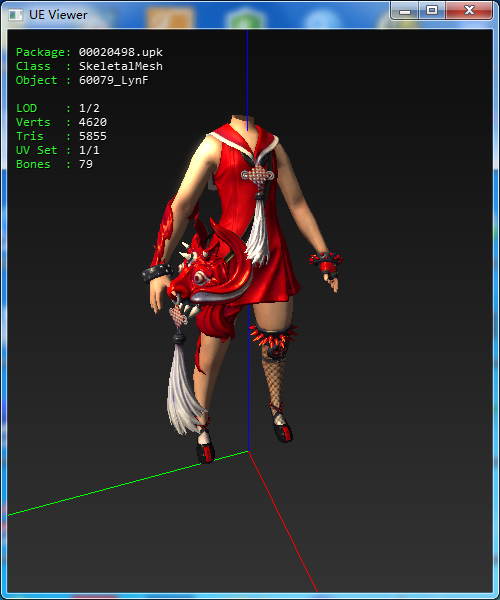 UE Viewer
Package: 00020498.upk
Class : SkeletalMesh
Object : 60079_LynF
LOD : 1/2
Verts : 4620
Tris : 5855
UV Set : 1/1
Bones : 79